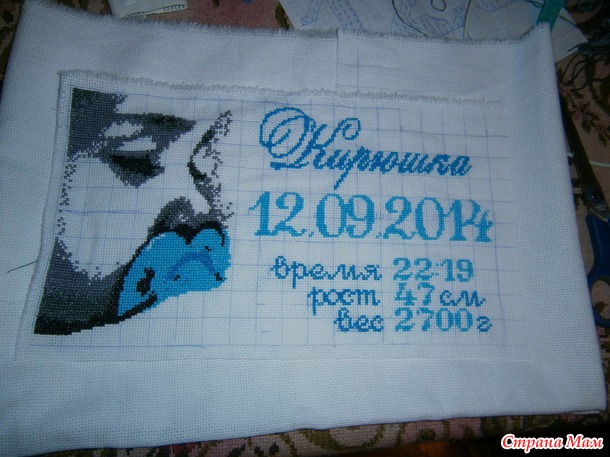 Кирюшка
12.09.2014
время 22-19
рост 47 см
вес 2700 г
Страна Мам